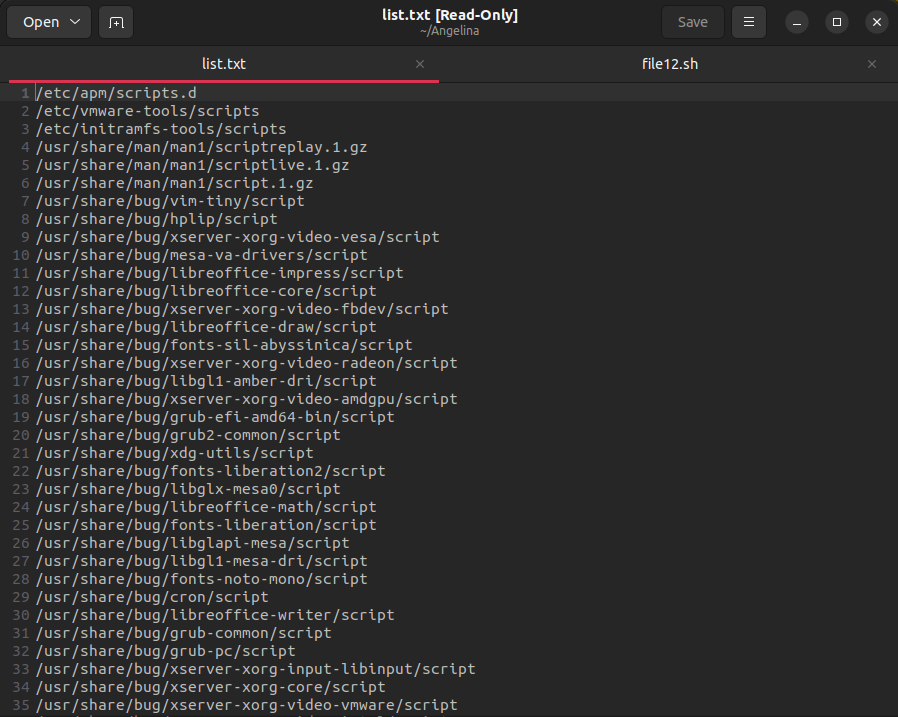 Open
list.txt [Read-Only]
~/Angelina
Save
list.txt
file12.sh
1 /etc/apm/scripts.d
2 /etc/vmware-tools/scripts
3 /etc/initramfs-tools/scripts
4 /usr/share/man/man1/scriptreplay.1.gz
5 /usr/share/man/man1/scriptlive.1.gz
6 /usr/share/man/man1/script.1.gz
7 /usr/share/bug/vim-tiny/script
8 /usr/share/bug/hplip/script
9 /usr/share/bug/xserver-xorg-video-vesa/script
10 /usr/share/bug/mesa-va-drivers/script
11 /usr/share/bug/libreoffice-impress/script
12 /usr/share/bug/libreoffice-core/script
13 /usr/share/bug/xserver-xorg-video-fbdev/script
14 /usr/share/bug/libreoffice-draw/script
15 /usr/share/bug/fonts-sil-abyssinica/script
16 /usr/share/bug/xserver-xorg-video-radeon/script
17 /usr/share/bug/libgl1-amber-dri/script
18 /usr/share/bug/xserver-xorg-video-amdgpu/script
19 /usr/share/bug/grub-efi-amd64-bin/script
20 /usr/share/bug/grub2-common/script
21 /usr/share/bug/xdg-utils/script
22 /usr/share/bug/fonts-liberation2/script
23 /usr/share/bug/libglx-mesa0/script
24 /usr/share/bug/libreoffice-math/script
25 /usr/share/bug/fonts-liberation/script
26 /usr/share/bug/libglapi-mesa/script
27 /usr/share/bug/libgl1-mesa-dri/script
28 /usr/share/bug/fonts-noto-mono/script
29 /usr/share/bug/cron/script
30 /usr/share/bug/libreoffice-writer/script
31 /usr/share/bug/grub-common/script
32 /usr/share/bug/grub-pc/script
33 /usr/share/bug/xserver-xorg-input-libinput/script
34 /usr/share/bug/xserver-xorg-core/script
35 /usr/share/bug/xserver-xorg-video-vmware/script